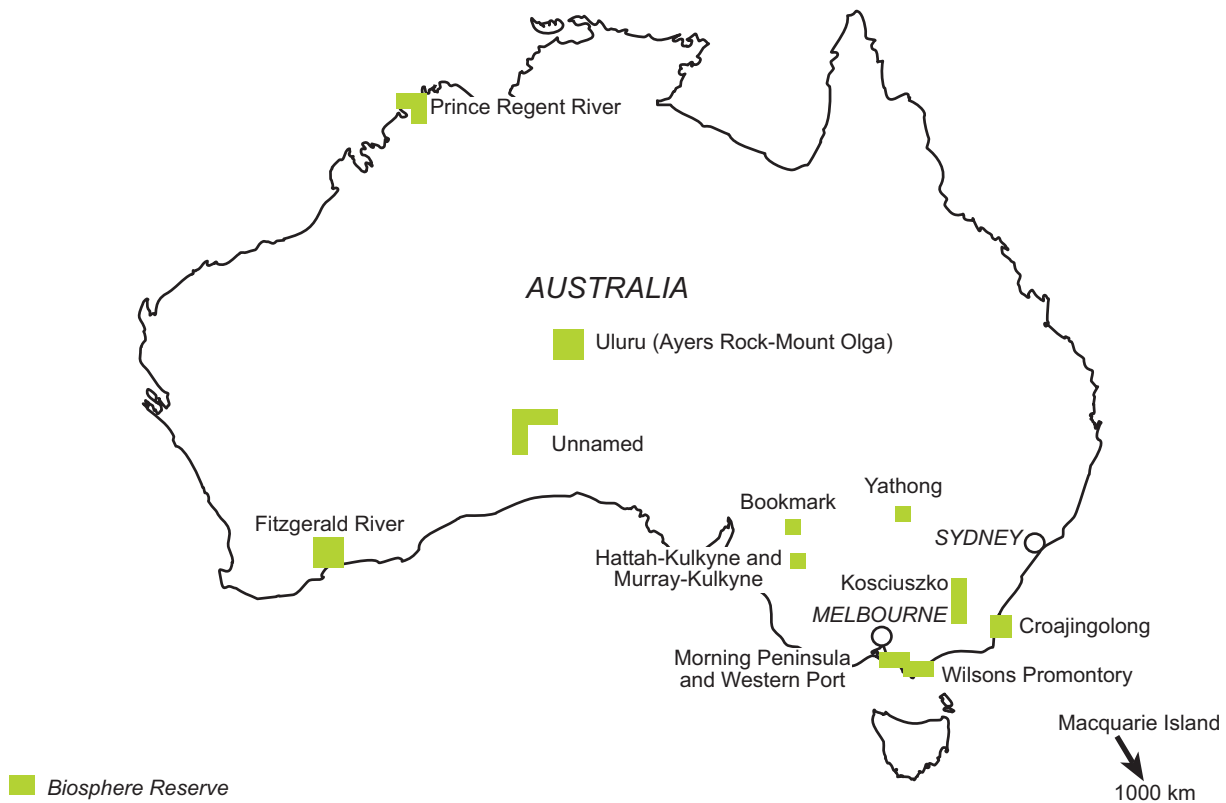 Prince Regent River
AUSTRALIA
Uluru (Ayers Rock-Mount Olga)
Unnamed
Yathong
Bookmark
Fitzgerald River
SYDNEY
Hattah-Kulkyne and
Murray-Kulkyne
Kosciuszko
MELBOURNE
Croajingolong
Morning Peninsula
and Western Port
Wilsons Promontory
Macquarie Island
1000 km
Biosphere Reserve